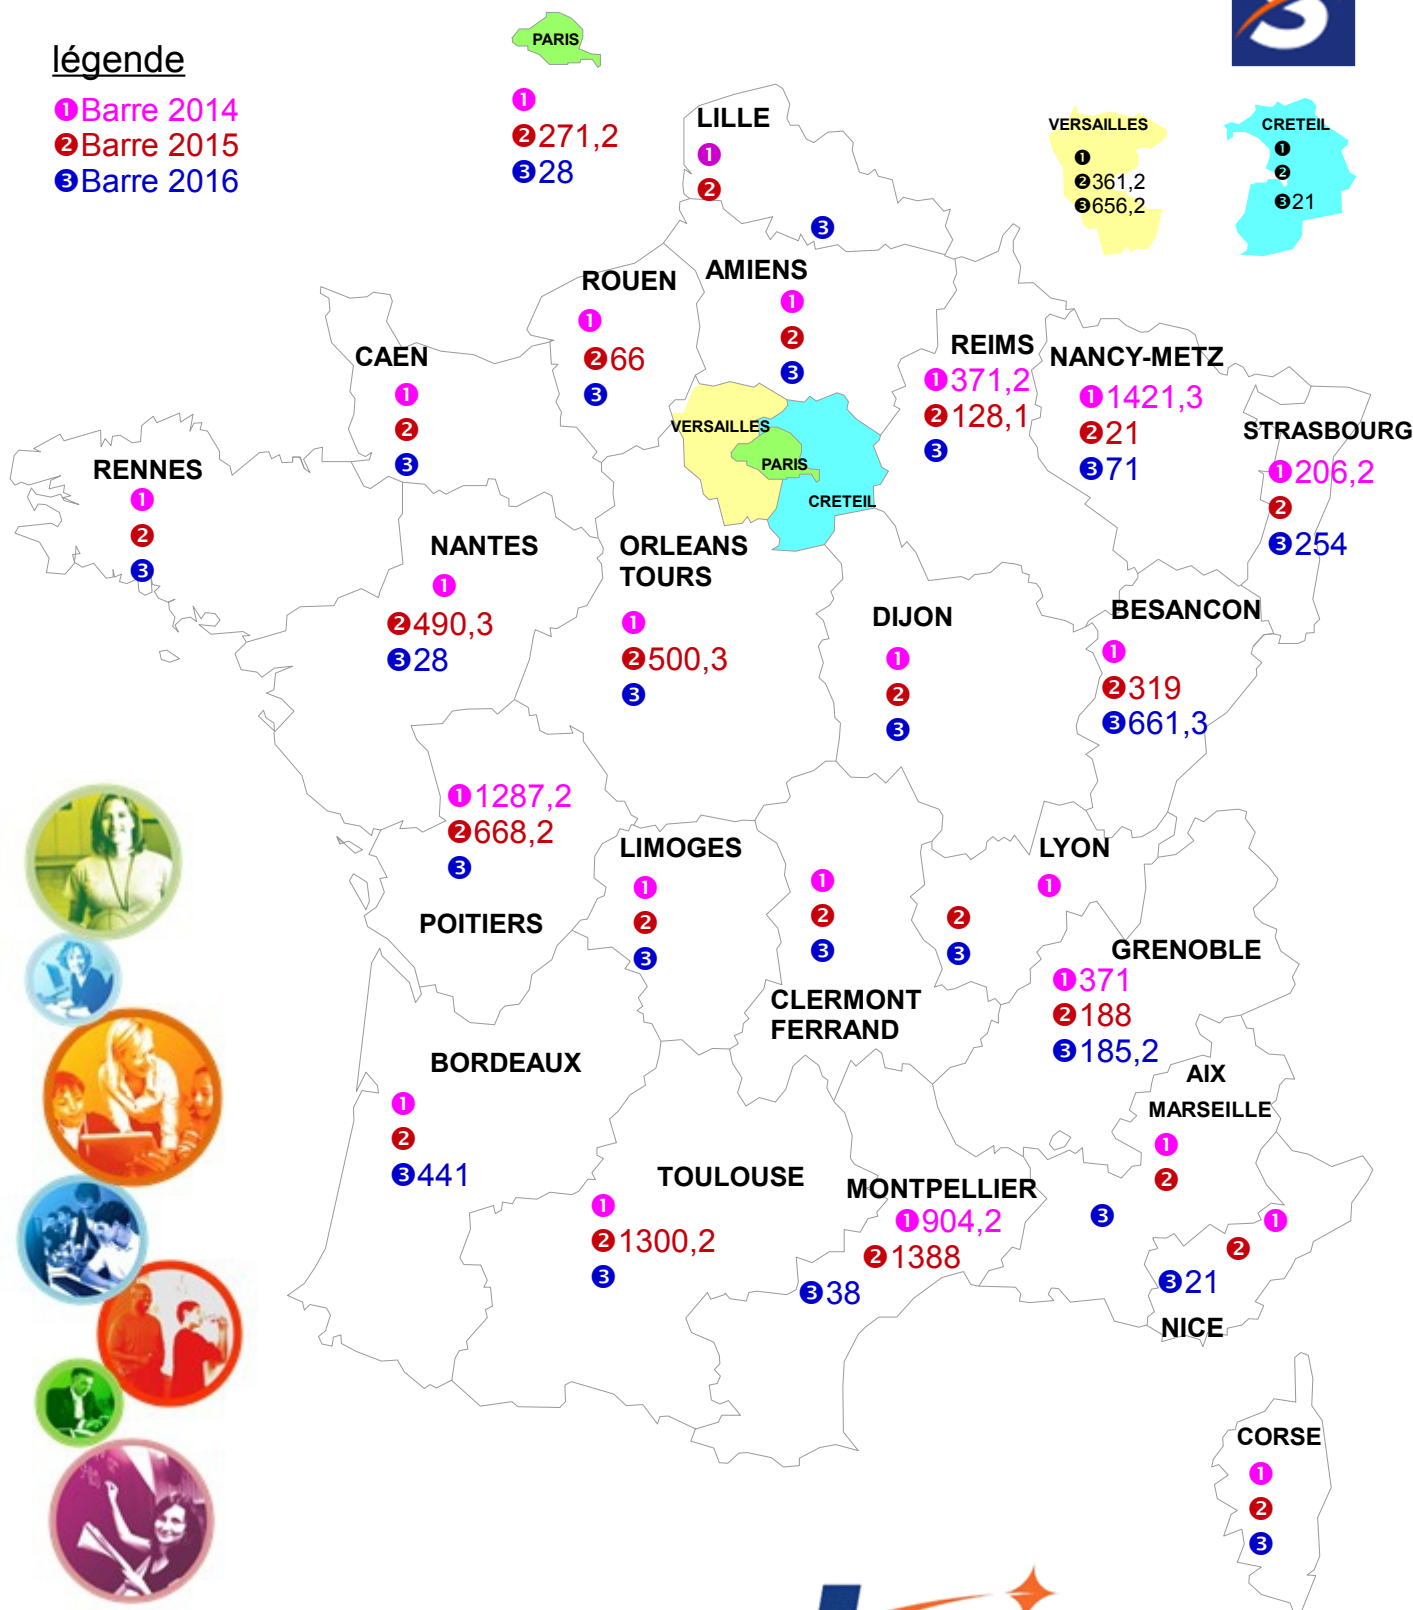 légende
❶Barre 2014
❷Barre 2015
❸Barre 2016
PARIS
❶
❷271,2
❸28
LILLE
❶
❷
❸
VERSAILLES
❶
❷361,2
❸656,2
CRETEIL
❶
❷
❸21
ROUEN
❶
❷66
❸
AMIENS
❶
❷
❸
CAEN
❶
❷
❸
REIMS
❶371,2
❷128,1
❸
NANCY-METZ
❶1421,3
❷21
❸71
STRASBOURG
❶206,2
❷
❸254
VERSAILLES
PARIS
CRETEIL
RENNES
❶
❷
❸
NANTES
❶
❷490,3
❸28
ORLEANS
TOURS
❶
❷500,3
❸
DIJON
❶
❷
❸
BESANCON
❶
❷319
❸661,3
❶1287,2
❷668,2
❸
POITIERS
LIMOGES
❶
❷
❸
❶
❷
❸
CLERMONT
FERRAND
LYON
❶
❷
❸
GRENOBLE
❶371
❷188
❸185,2
BORDEAUX
❶
❷
❸441
AIX
MARSEILLE
❶
❷
❸
TOULOUSE
❶
❷1300,2
❸
MONTPELLIER
❶904,2
❷1388
❸38
❶
❷
❸21
NICE
CORSE
❶
❷
❸